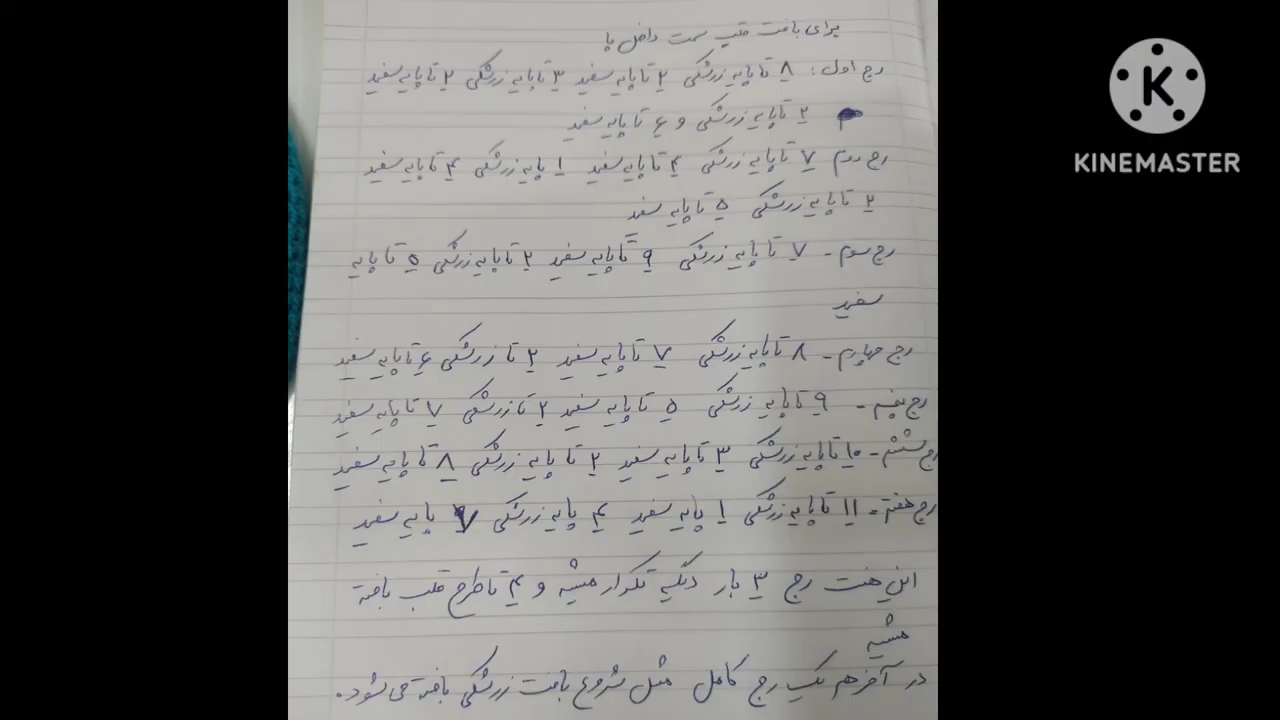 برای بافت قلب سمت داخل پا
رج اول: ۸ تا پایه زرشکی ۲ تا پایه سفید ۳ تا پایه زرشکی ۲ تا پایه سفید
۲ تا پایه زرشکی و ۴ تا پایه سفید
رج دوم ۷ تا پایه زرشکی ۴ تا پایه سفید ۱ پایه زرشکی ۴ تا پایه سفید
۲ تا پایه زرشکی ۵ تا پایه سفید
رج سوم - ۷ تا پایه زرشکی ۹ تا پایه سفید ۲ تا پایه زرشکی ۵ تا پایه
سفید
رج چهارم - ۸ تا پایه زرشکی ۷ تا پایه سفید ۲ تا زرشکی ۶ تا پایه سفید
رج پنجم - ۹ تا پایه زرشکی ۵ تا پایه سفید ۲ تا زرشکی ۷ تا پایه سفید
رج ششم - ۱۰ تا پایه زرشکی ۳ تا پایه سفید ۲ تا پایه زرشکی ۸ تا پایه سفید
رج هفتم - ۱۱ تا پایه زرشکی ۱ پایه سفید ۴ پایه زرشکی ۷ پایه سفید
این هفت رج ۳ بار دیگه تکرار میشه و ۴ تا طرح قلب بافته
میشه
در آخر هم یک رج کامل مثل شروع بافت زرشکی بافته می شود.
K
KINEMASTER